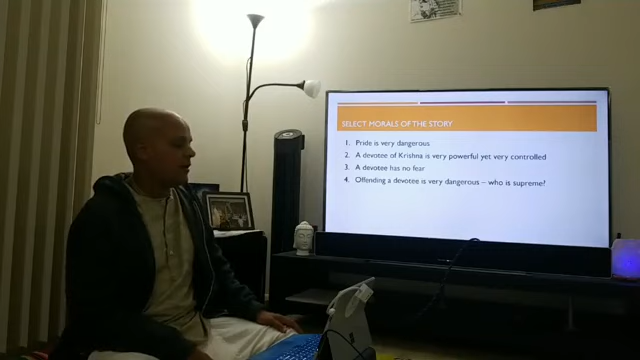 SELECT MORALS OF THE STORY
1. Pride is very dangerous
2. A devotee of Krishna is very powerful yet very controlled
3. A devotee has no fear
4. Offending a devotee is very dangerous – who is supreme?